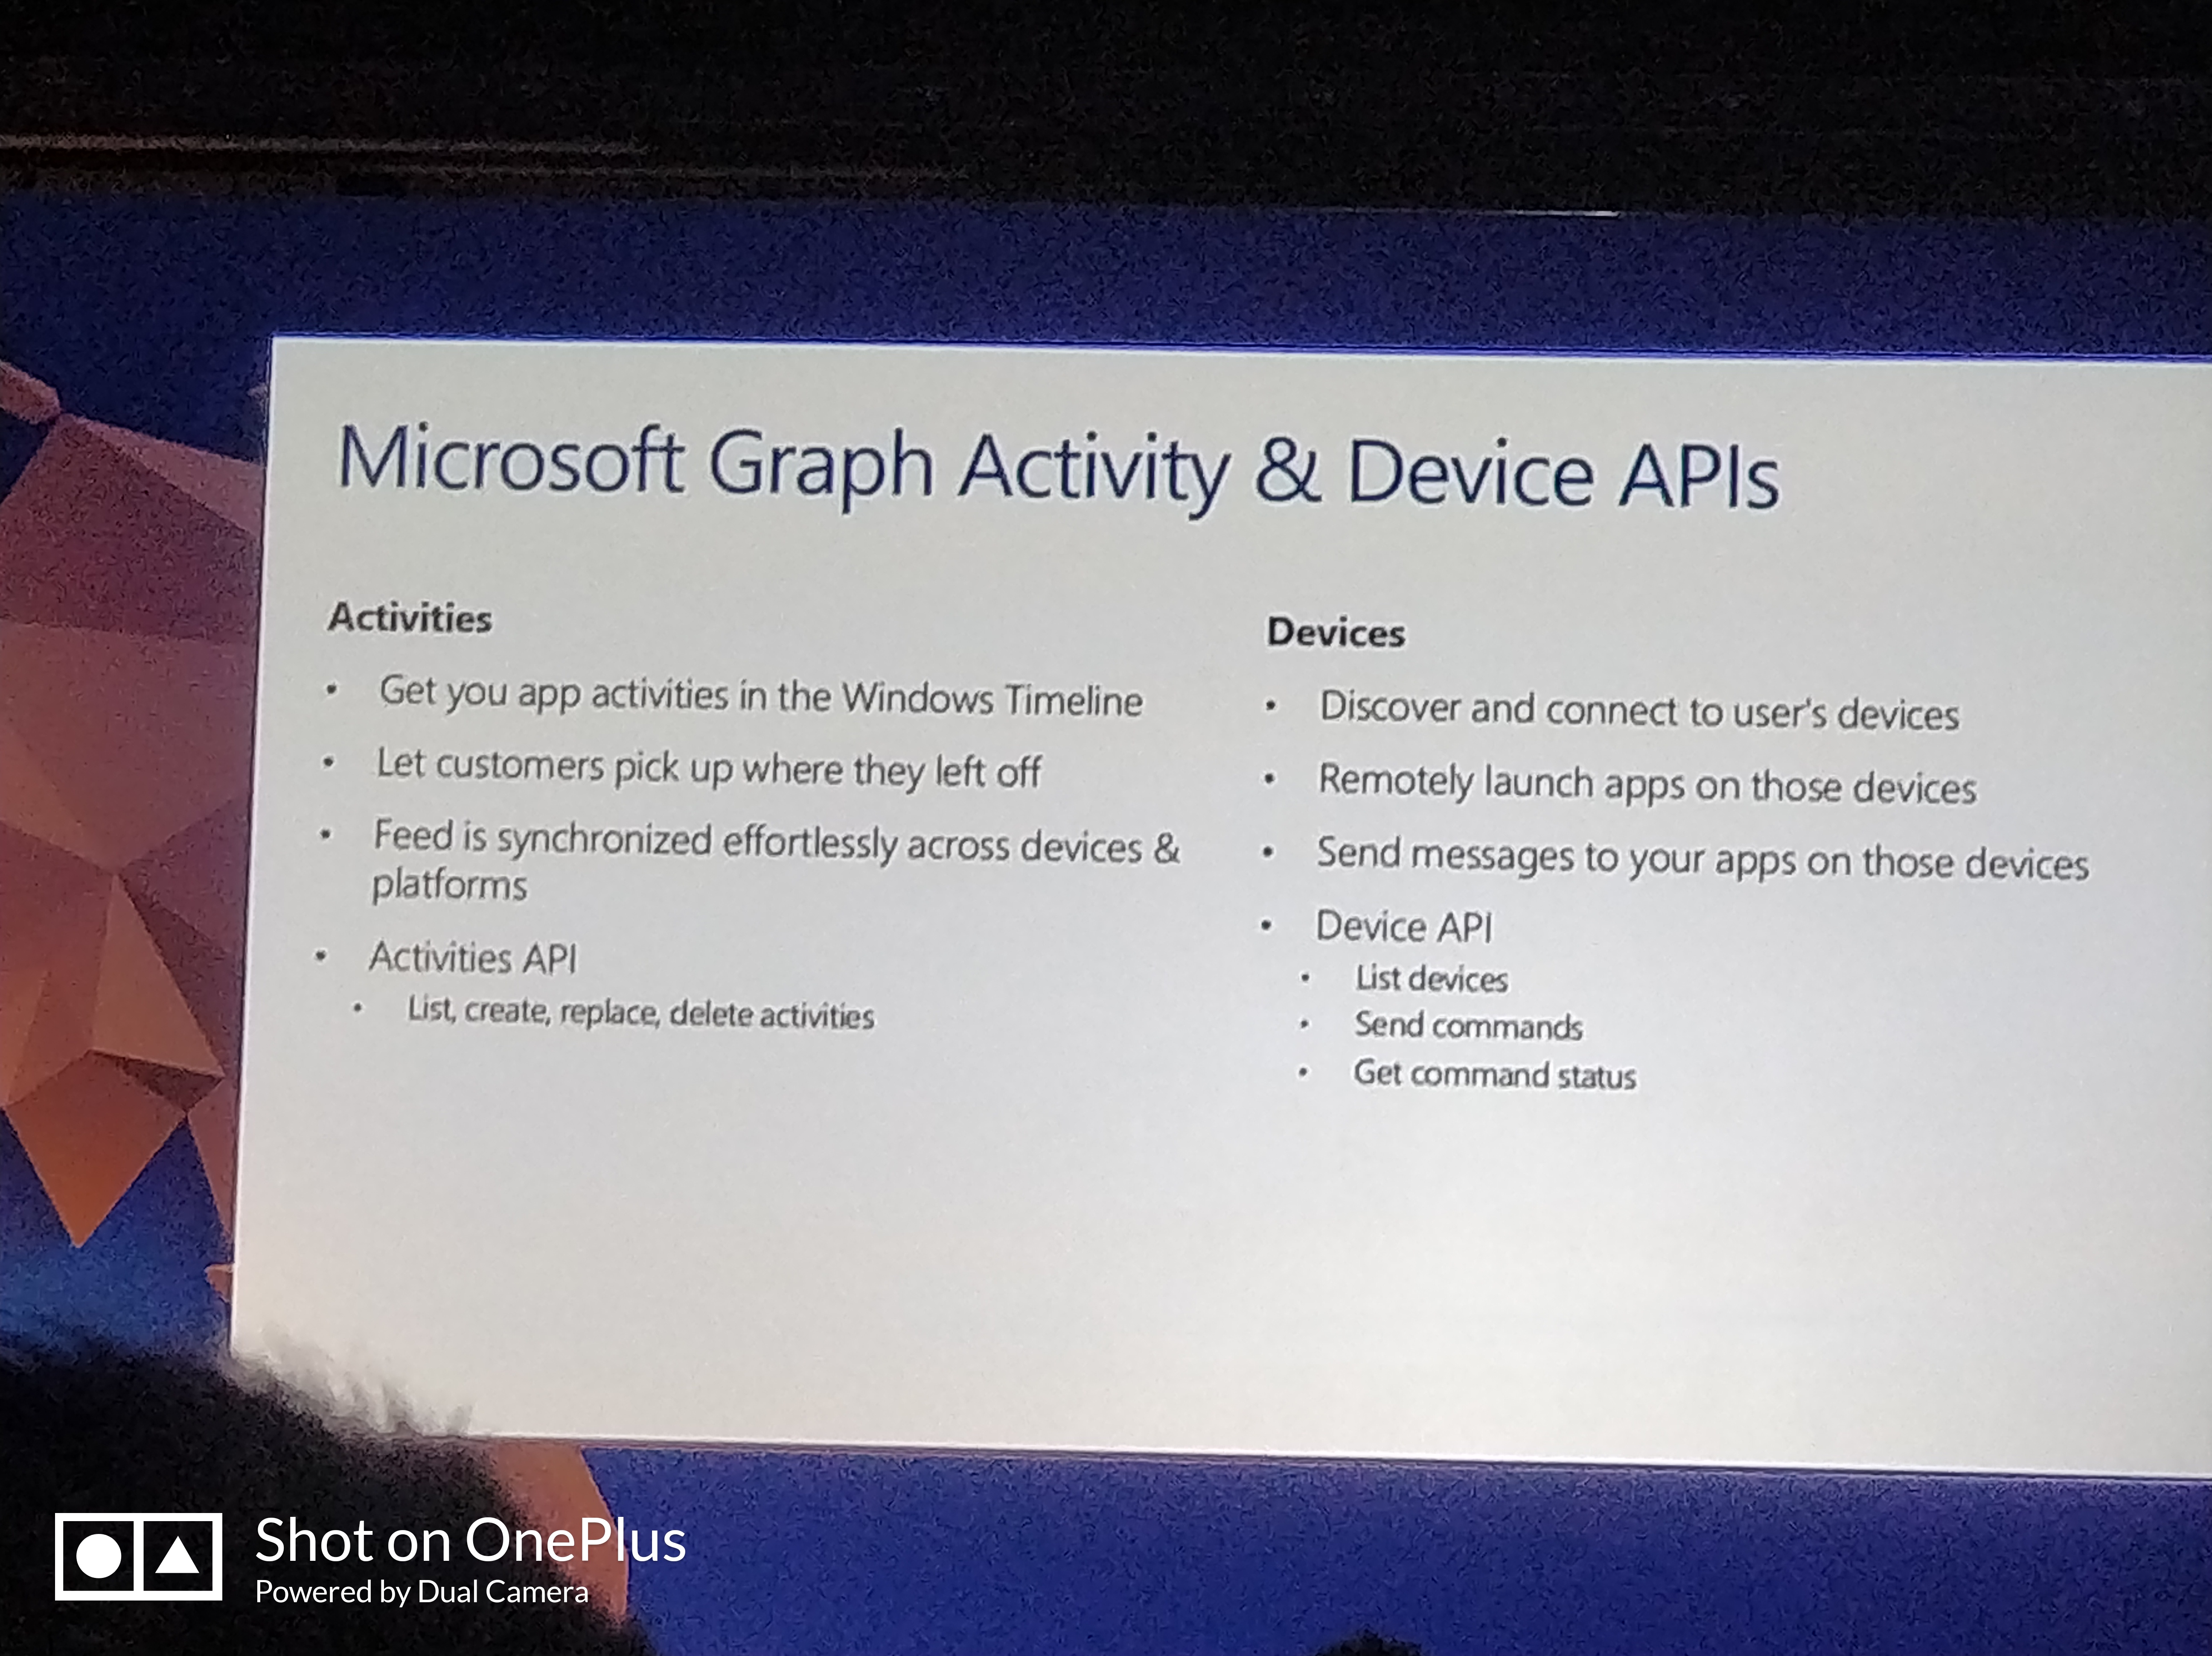 Microsoft Graph Activity & Device APIs
Activities
• Get you app activities in the Windows Timeline
• Let customers pick up where they left off
• Feed is synchronized effortlessly across devices &
platforms
• Activities API
• List, create, replace, delete activities
Devices
• Discover and connect to user's devices
• Remotely launch apps on those devices
• Send messages to your apps on those devices
• Device API
• List devices
• Send commands
• Get command status
Shot on OnePlus
Powered by Dual Camera